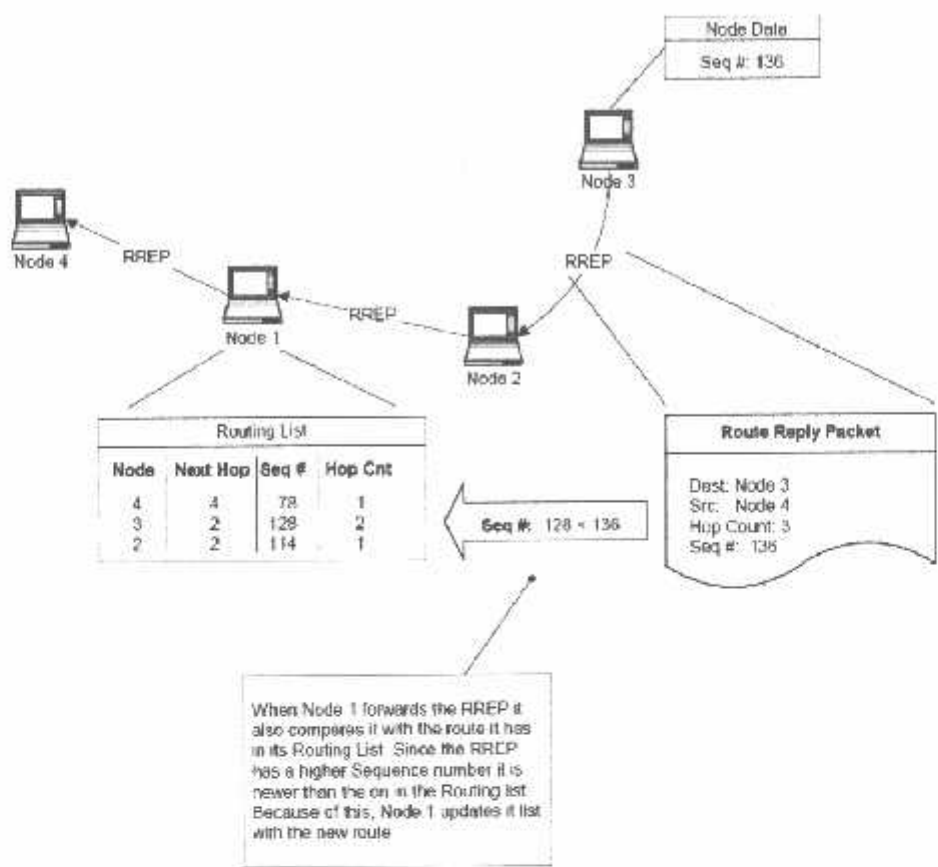 Node Data
Seq #: 136
Node 3
Node 4
RREP
RREP
Node 1
RREP
Node 2
Routing List
Node Next Hop Seq # Hop Cnt
4 4 78 1
3 2 128 2
2 2 114 1
Seq #: 128 < 136
Route Reply Packet
Dest: Node 3
Src: Node 4
Hop Count: 3
Seq #: 136
When Node 1 forwards the RREP it
also compares it with the route it has
in its Routing List. Since the RREP
has a higher Sequence number it is
newer than the on in the Routing list.
Because of this, Node 1 updates it list
with the new route